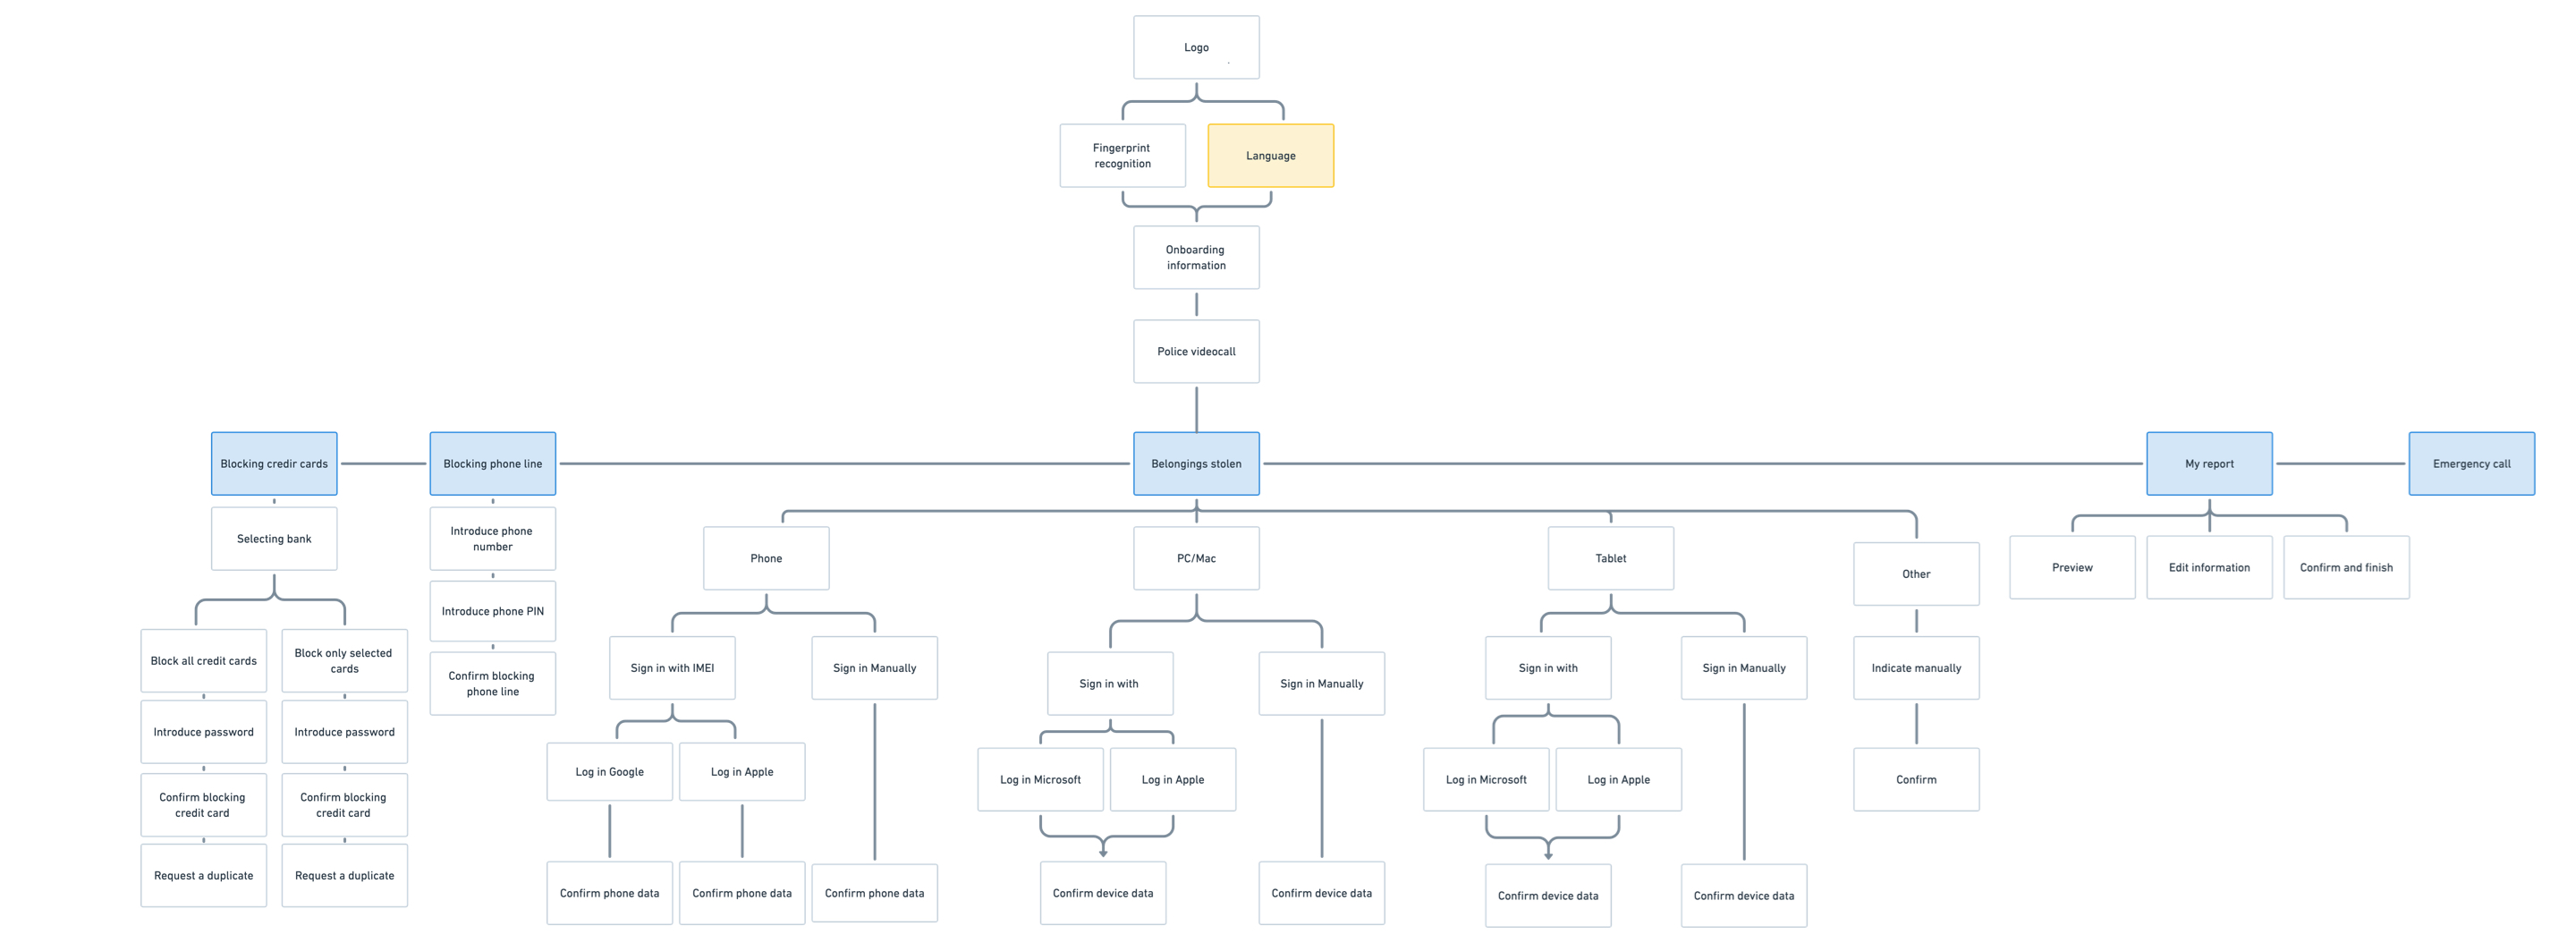 Logo
Fingerprint
recognition
Language
Onboarding
information
Police videocall
Blocking credir cards
Blocking phone line
Belongings stolen
My report
Emergency call
Selecting bank
Introduce phone
number
Phone
PC/Mac
Tablet
Other
Preview
Edit information
Confirm and finish
Introduce phone PIN
Block all credit cards
Block only selected
cards
Confirm blocking
phone line
Sign in with IMEI
Sign in Manually
Sign in with
Sign in Manually
Sign in with
Sign in Manually
Indicate manually
Introduce password
Introduce password
Log in Google
Log in Apple
Log in Microsoft
Log in Apple
Log in Microsoft
Log in Apple
Confirm
Confirm blocking
credit card
Confirm blocking
credit card
Request a duplicate
Request a duplicate
Confirm phone data
Confirm phone data
Confirm phone data
Confirm device data
Confirm device data
Confirm device data
Confirm device data